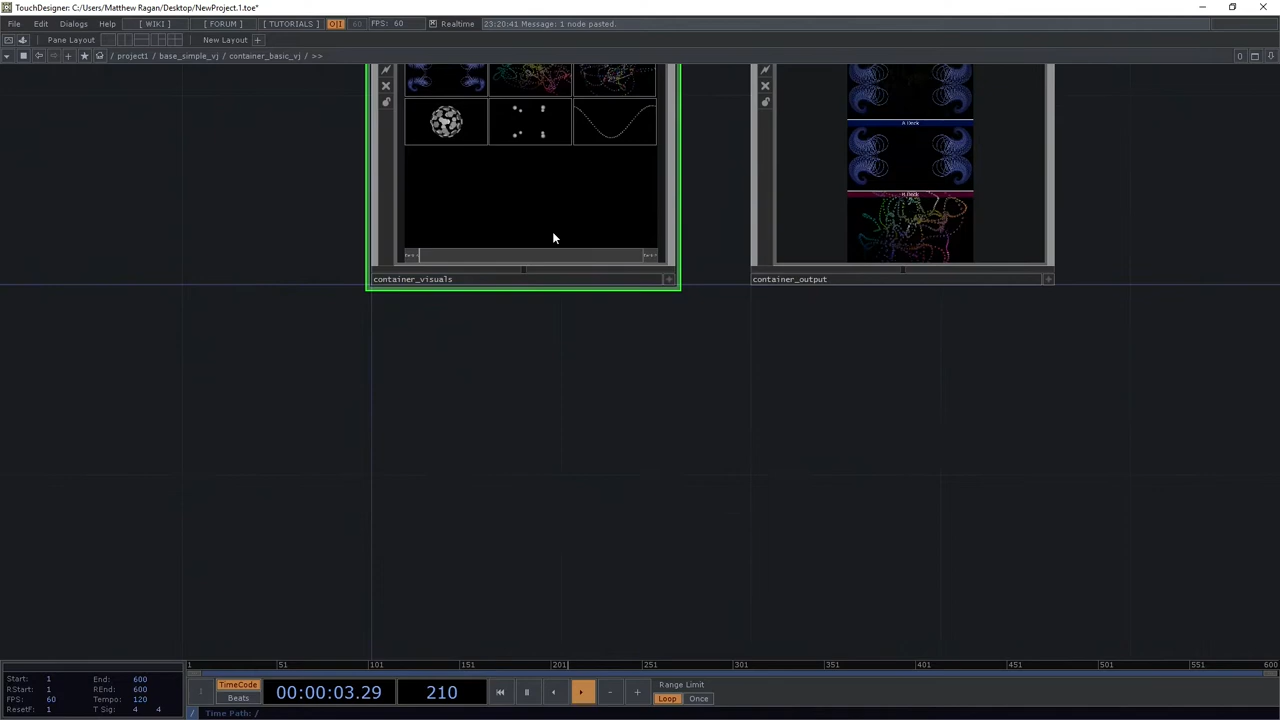 TouchDesigner: C:/Users/Matthew Ragan/Desktop/NewProject.1.toe*
File Edit Dialogs Help [ WIKI ] [ FORUM ] [ TUTORIALS ] O|I 60 FPS: 60 Realtime 23:20:41 Message: 1 node pasted.
Pane Layout New Layout +
/ project1 / base_simple_vj / container_basic_vj / >> 0
A Deck
B Deck
container_visuals +
container_output +
1 51 101 151 201 251 301 351 401 451 501 551 600
Start: 1 End: 600
RStart: 1 REnd: 600
FPS: 60 Tempo: 120
ResetF: 1 T Sig: 4 4
TimeCode
Beats
00:00:03.29 210
Range Limit
Loop Once
/ Time Path: /